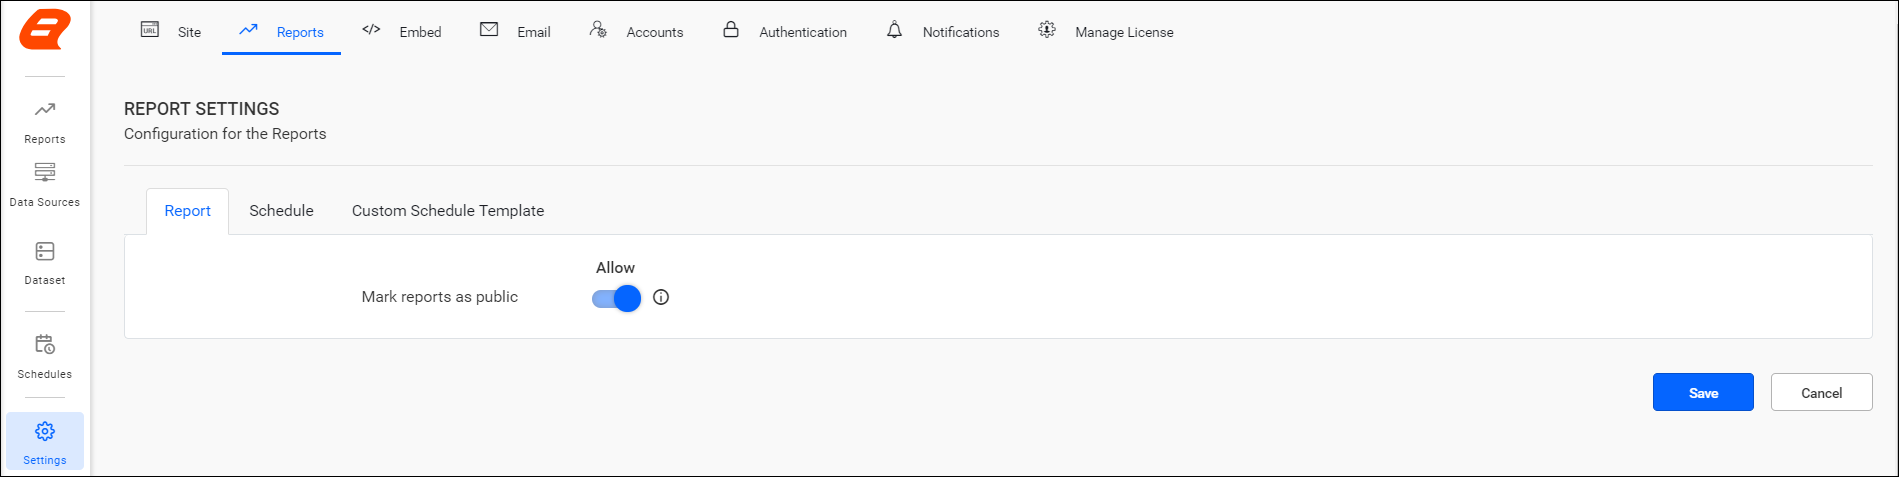 URL
Site
Reports
</>
Embed
Email
Accounts
Authentication
Notifications
Manage License
Reports
Data Sources
Dataset
Schedules
Settings
REPORT SETTINGS
Configuration for the Reports
Report
Schedule
Custom Schedule Template
Allow
Mark reports as public
Save
Cancel